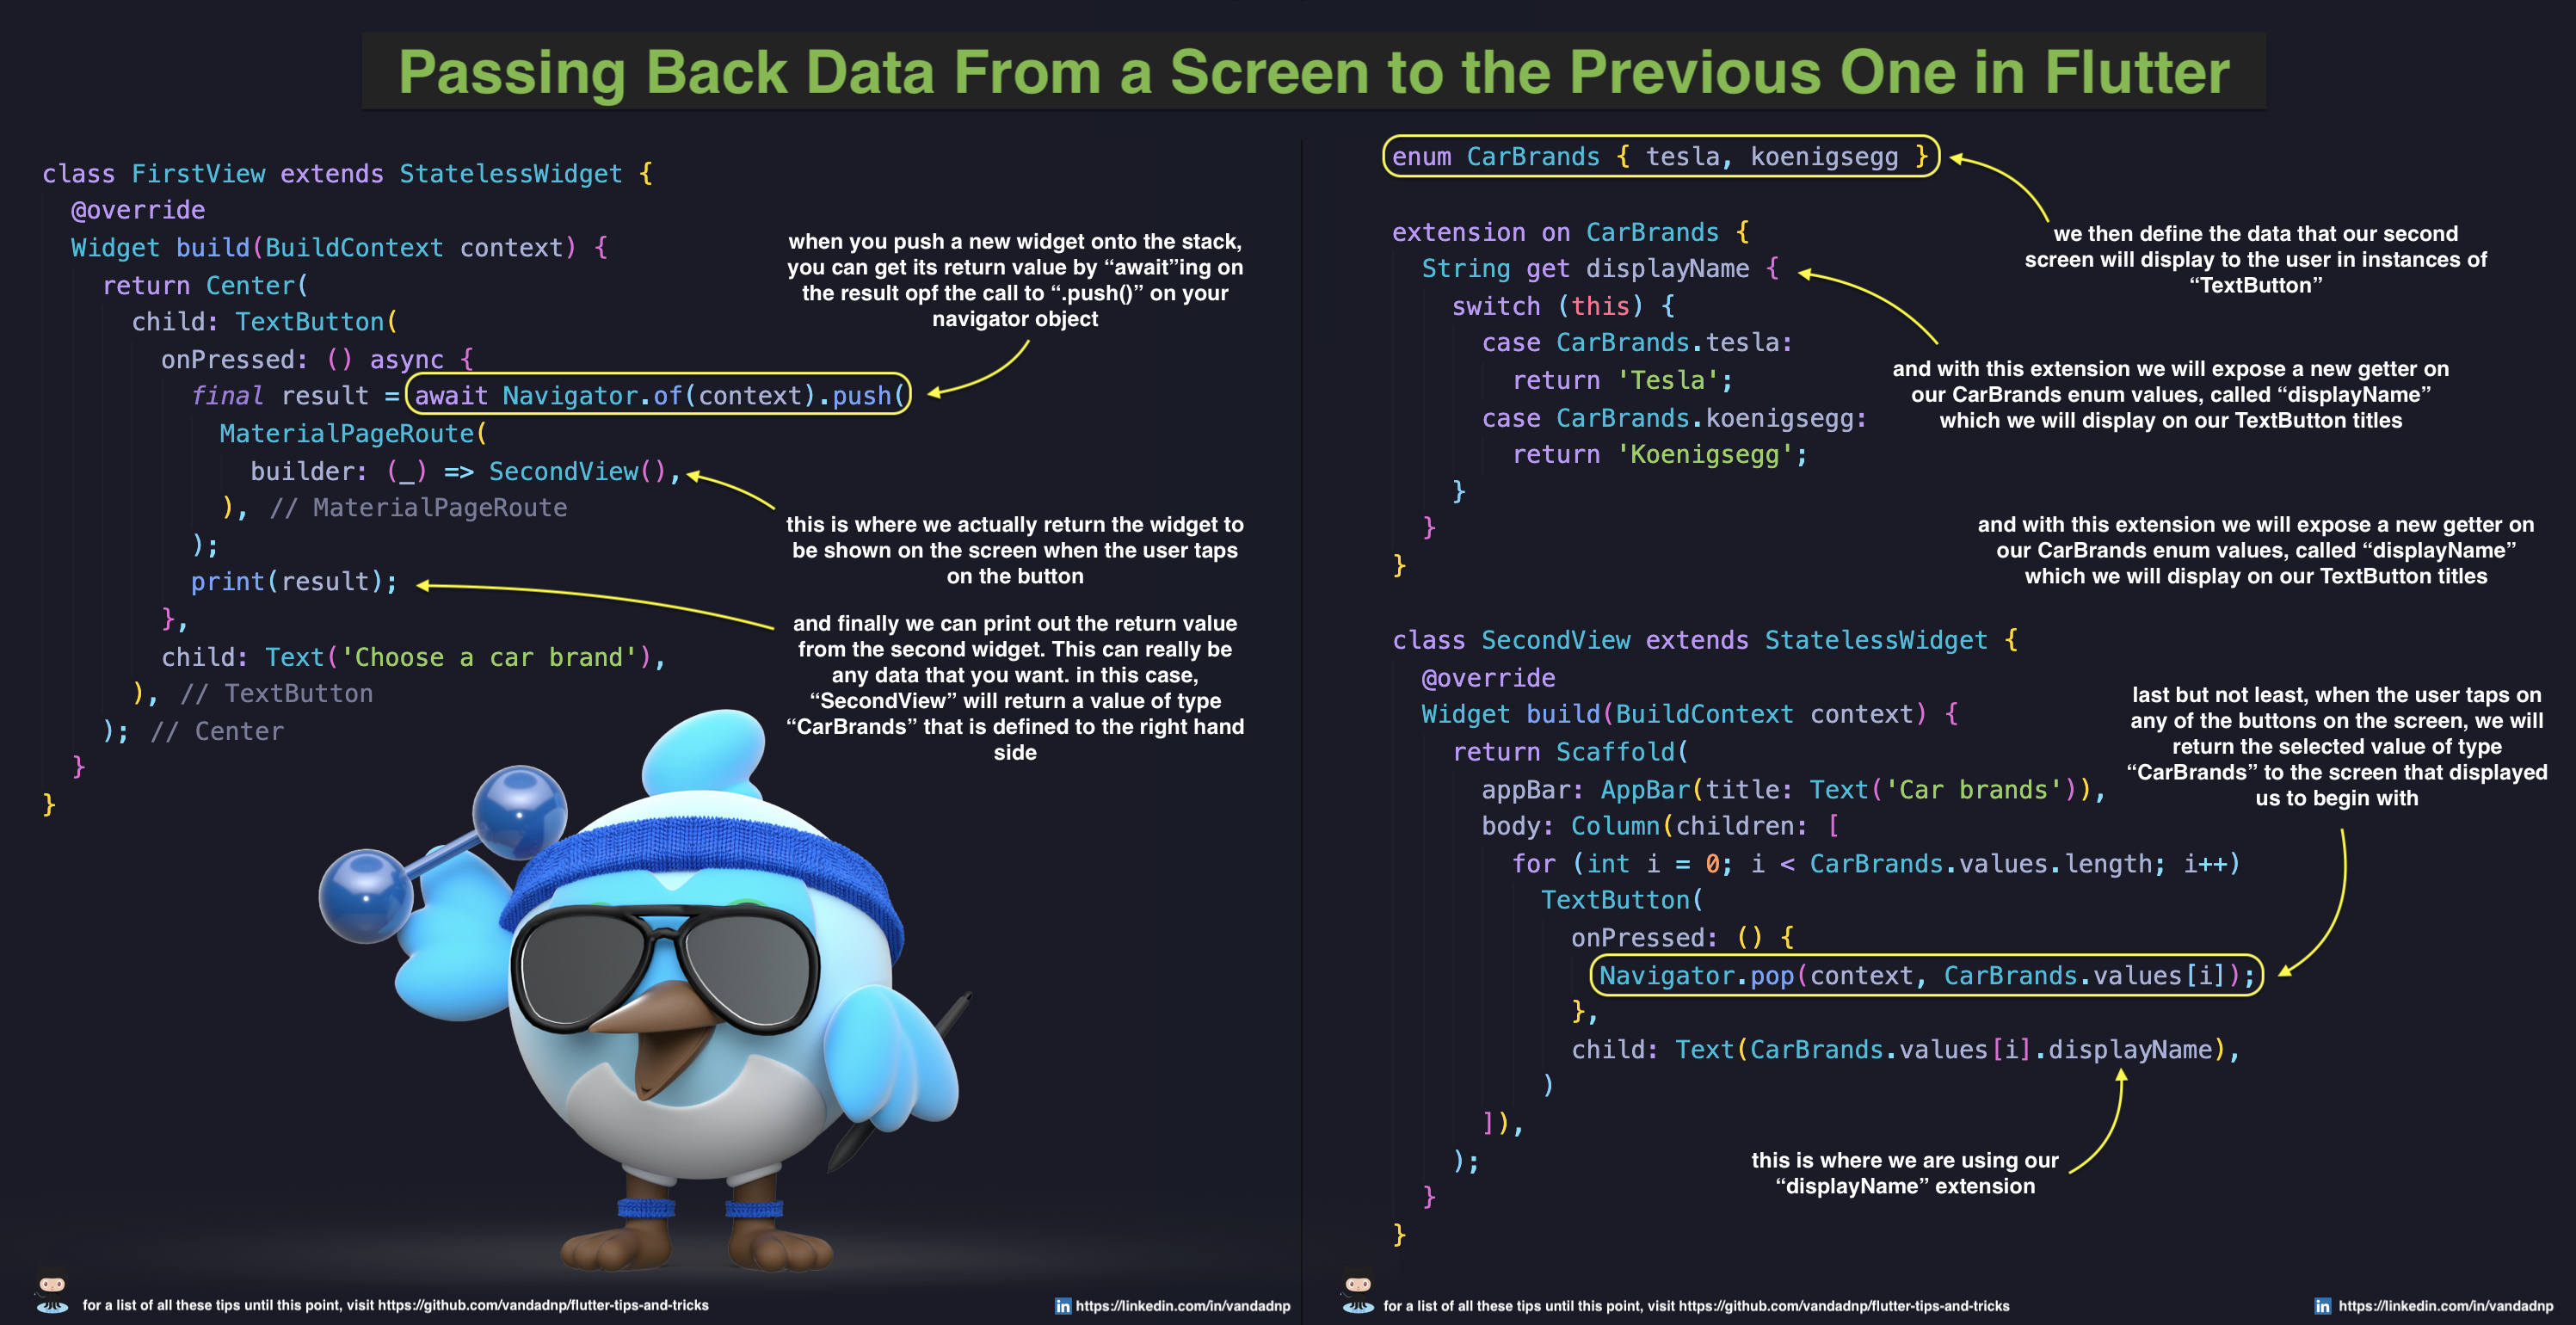 Passing Back Data From a Screen to the Previous One in Flutter
class FirstView extends StatelessWidget {
@override
Widget build(BuildContext context) {
return Center(
child: TextButton(
onPressed: () async {
final result = await Navigator.of(context).push(
MaterialPageRoute(
builder: (_) => SecondView(),
), // MaterialPageRoute
);
print(result);
},
child: Text('Choose a car brand'),
), // TextButton
); // Center
}
}
when you push a new widget onto the stack,
you can get its return value by “await”ing on
the result opf the call to “.push()” on your
navigator object
this is where we actually return the widget to
be shown on the screen when the user taps
on the button
and finally we can print out the return value
from the second widget. This can really be
any data that you want. in this case,
“SecondView” will return a value of type
“CarBrands” that is defined to the right hand
side
for a list of all these tips until this point, visit https://github.com/vandadnp/flutter-tips-and-tricks
in https://linkedin.com/in/vandadnp
enum CarBrands { tesla, koenigsegg }
extension on CarBrands {
String get displayName {
switch (this) {
case CarBrands.tesla:
return 'Tesla';
case CarBrands.koenigsegg:
return 'Koenigsegg';
}
}
}
we then define the data that our second
screen will display to the user in instances of
“TextButton”
and with this extension we will expose a new getter on
our CarBrands enum values, called “displayName”
which we will display on our TextButton titles
and with this extension we will expose a new getter on
our CarBrands enum values, called “displayName”
which we will display on our TextButton titles
class SecondView extends StatelessWidget {
@override
Widget build(BuildContext context) {
return Scaffold(
appBar: AppBar(title: Text('Car brands')),
body: Column(children: [
for (int i = 0; i < CarBrands.values.length; i++)
TextButton(
onPressed: () {
Navigator.pop(context, CarBrands.values[i]);
},
child: Text(CarBrands.values[i].displayName),
)
]),
);
}
}
last but not least, when the user taps on
any of the buttons on the screen, we will
return the selected value of type
“CarBrands” to the screen that displayed
us to begin with
this is where we are using our
“displayName” extension
for a list of all these tips until this point, visit https://github.com/vandadnp/flutter-tips-and-tricks
in https://linkedin.com/in/vandadnp